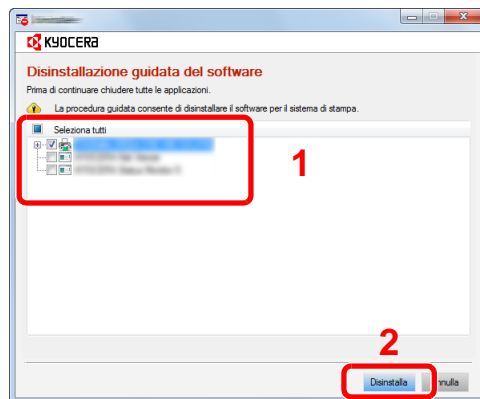 KYOCERA
Disinstallazione guidata del software
Prima di continuare chiudere tutte le applicazioni.
La procedura guidata consente di disinstallare il software per il sistema di stampa.
Seleziona tutti
1
2
Disinstalla
nnulla